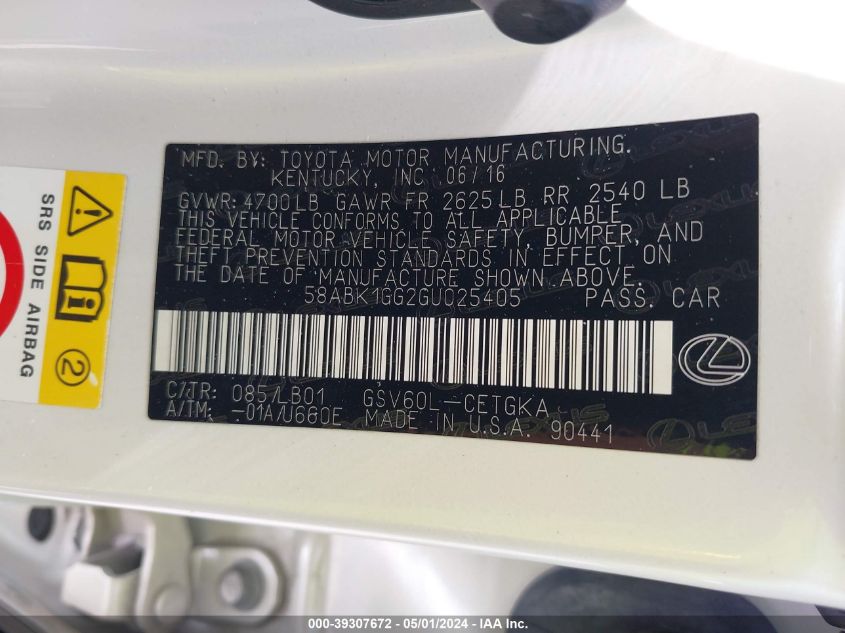 MFD. BY: TOYOTA MOTOR MANUFACTURING.
KENTUCKY, INC 06/16
GVWR: 4700LB GAWR FR 2625LB RR 2540 LB
THIS VEHICLE CONFORMS TO ALL APPLICABLE
FEDERAL MOTOR VEHICLE SAFETY, BUMPER, AND
THEFT PREVENTION STANDARDS IN EFFECT ON
THE DATE OF MANUFACTURE SHOWN ABOVE.
58ABK1GG2GU025405 PASS. CAR
C/TR: 085/LB01 GSV60L-CETGKA
A/TM: -01A/U660E MADE IN U.S.A. 90441
SRS SIDE AIRBAG
2
LEXUS
000-39307672 - 05/01/2024 - IAA Inc.